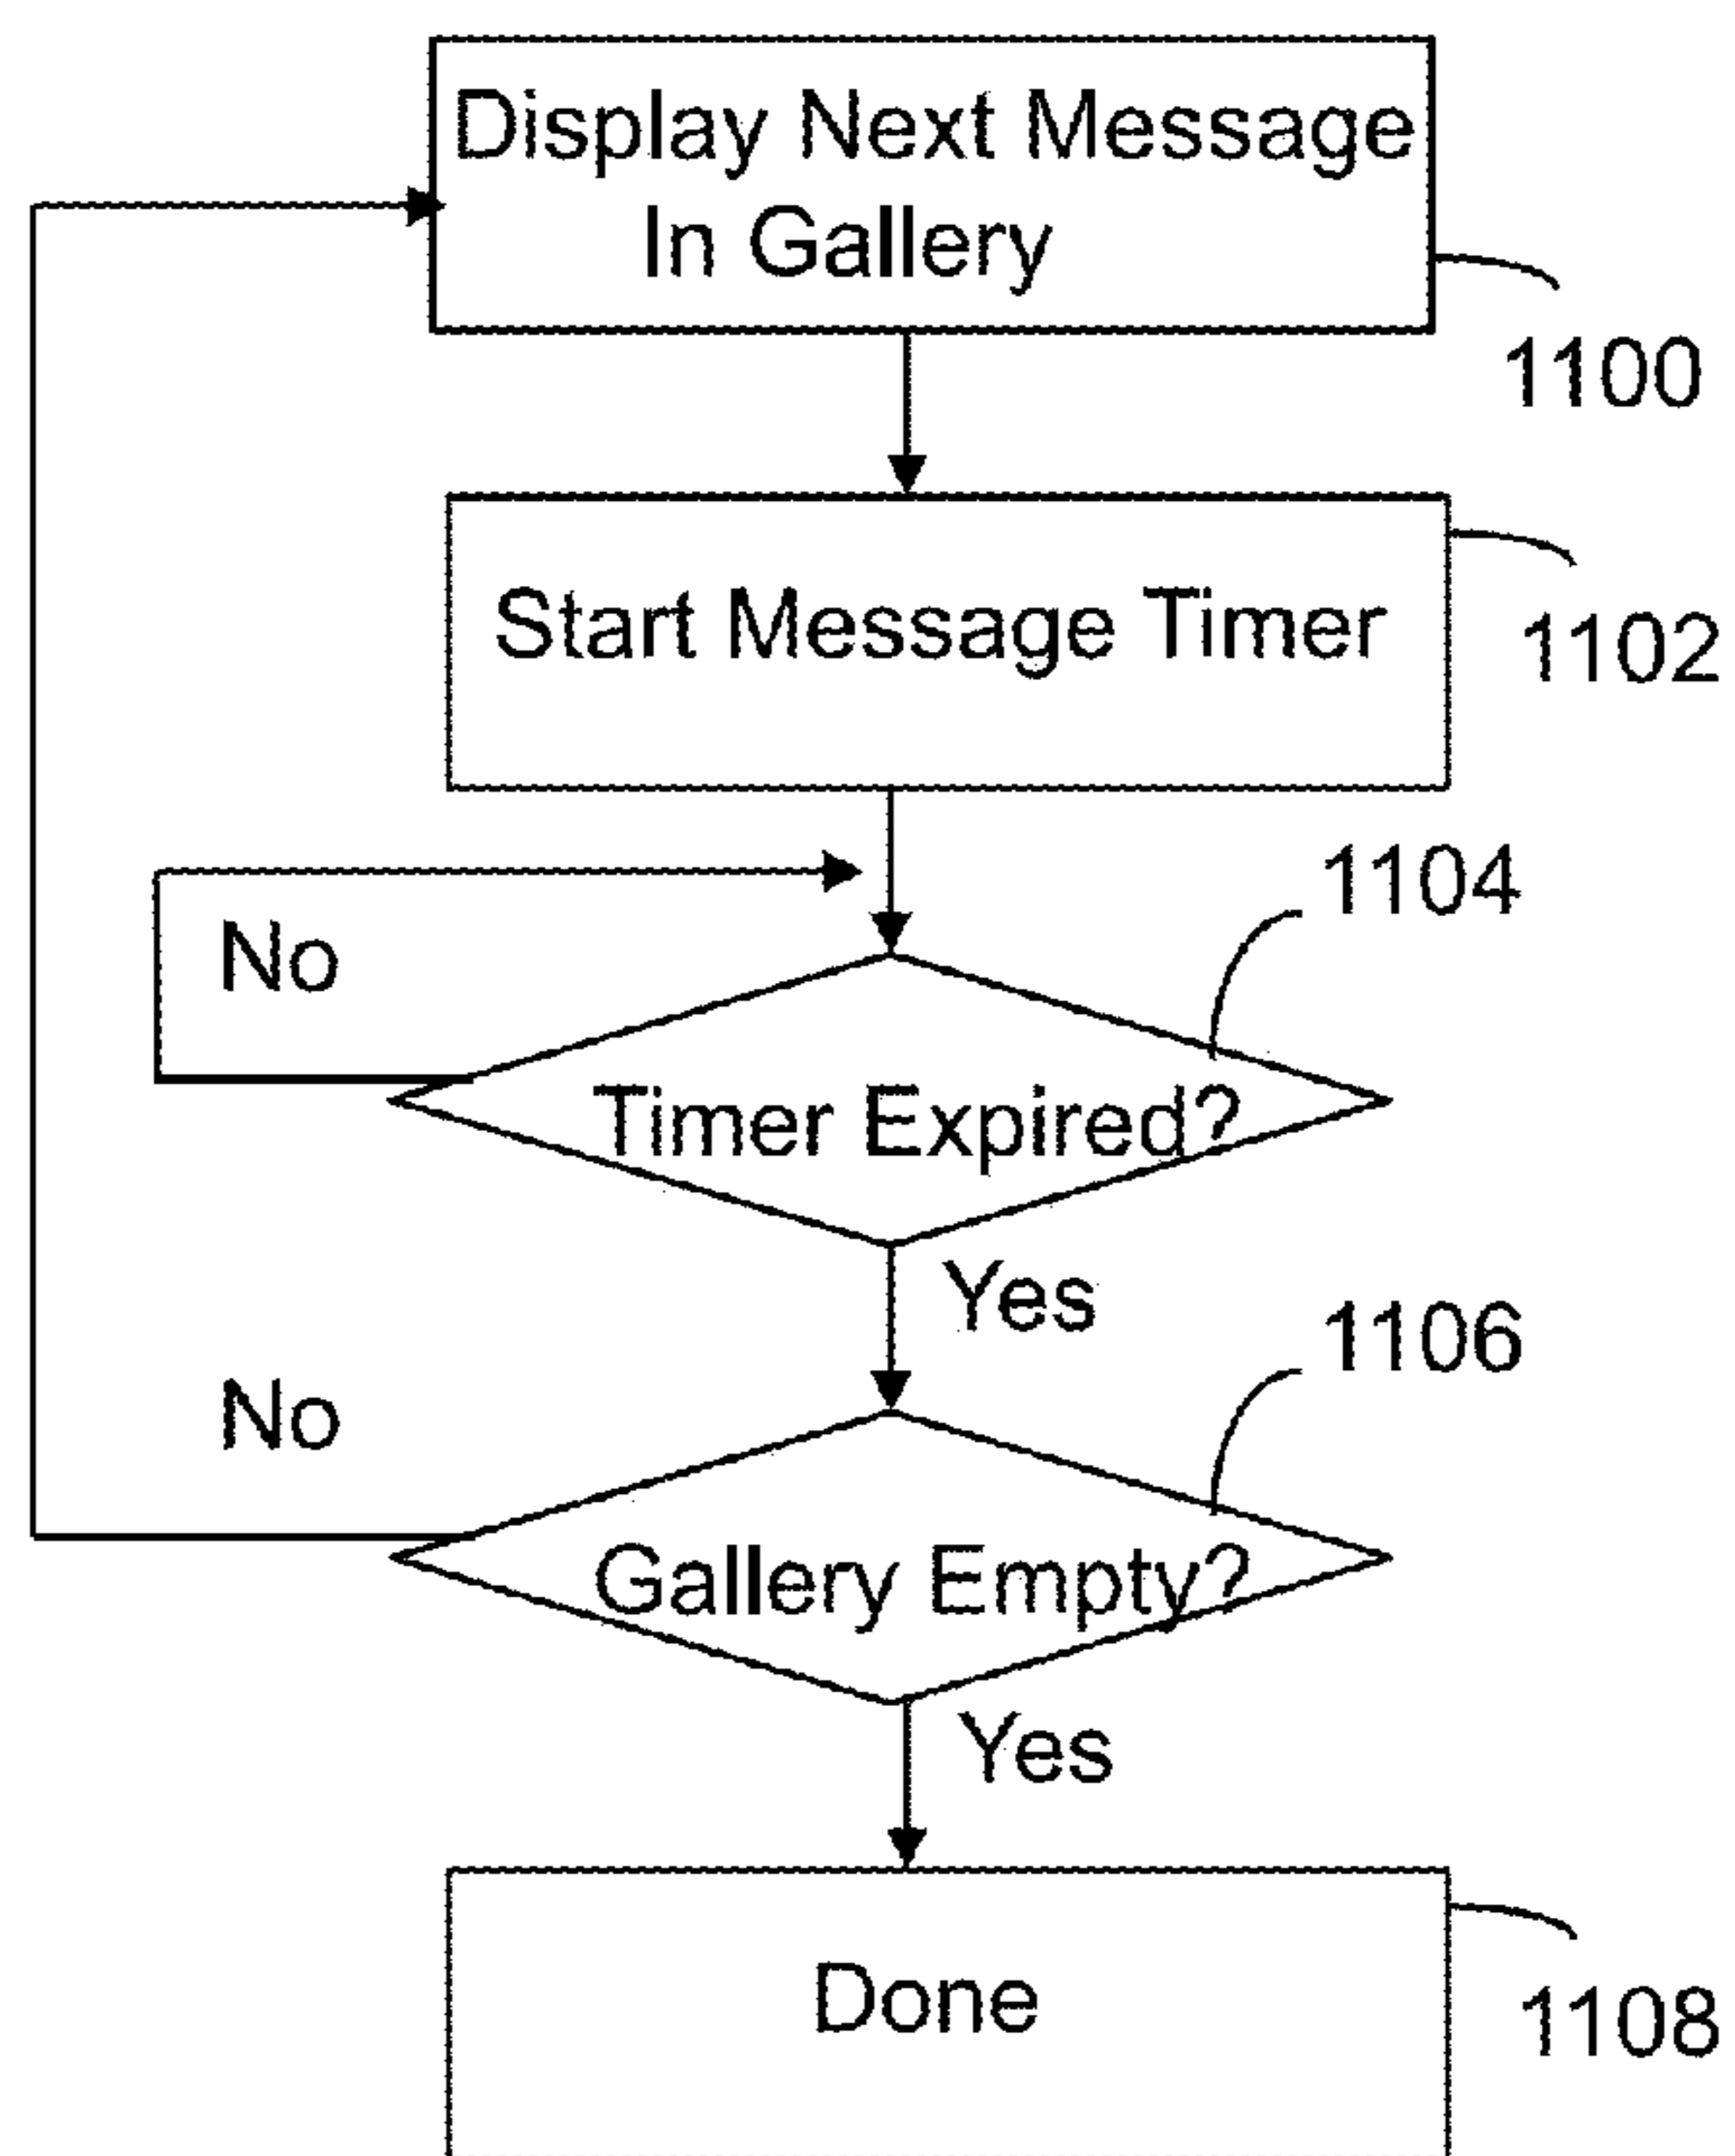 Display Next Message
In Gallery
1100
Start Message Timer
1102
1104
No
Timer Expired?
Yes
1106
No
Gallery Empty?
Yes
Done
1108